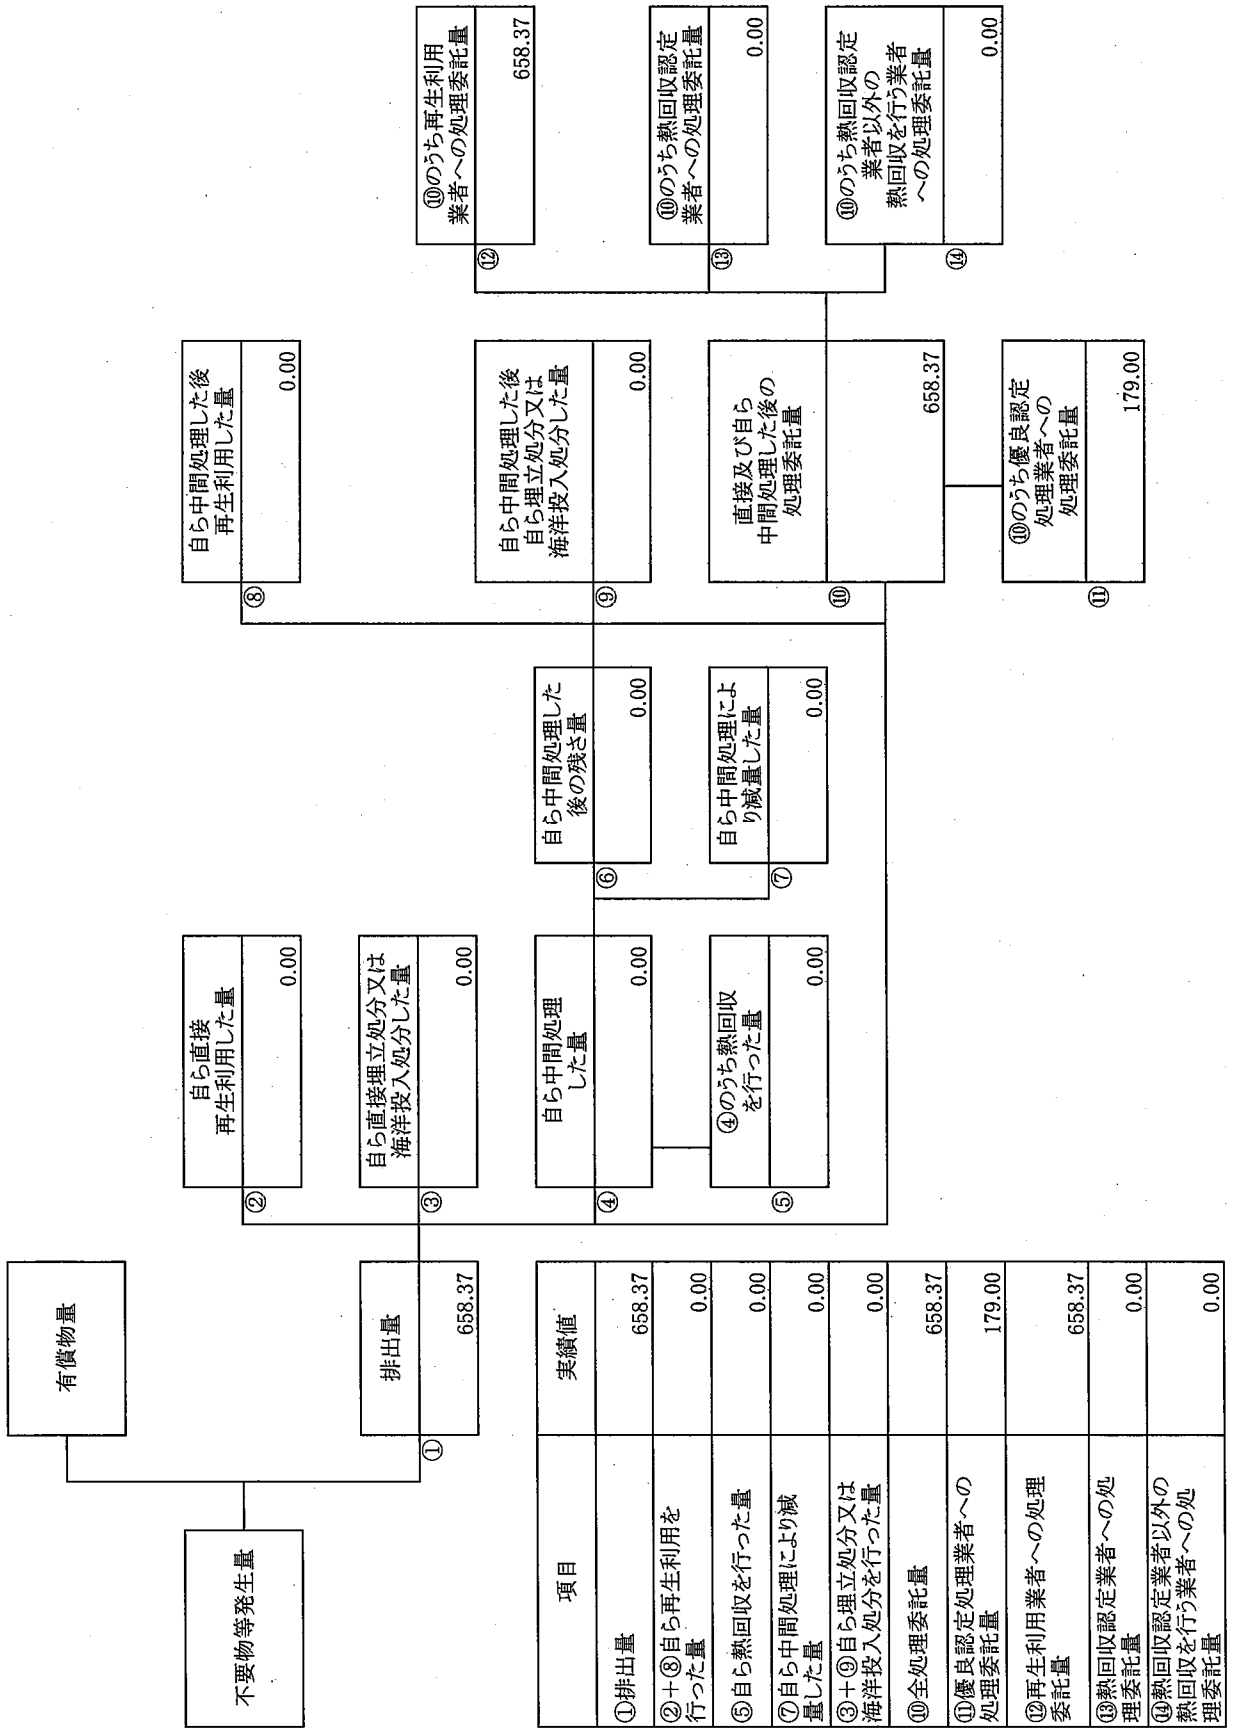 不要物等発生量
有償物量
排出量
①
658.37
自ら直接
再生利用した量
②
0.00
自ら直接埋立処分又は
海洋投入処分した量
③
0.00
自ら中間処理
した量
④
0.00
④のうち熱回収
を行った量
⑤
0.00
自ら中間処理した
後の残さ量
⑥
0.00
自ら中間処理によ
り減量した量
⑦
0.00
自ら中間処理した後
再生利用した量
⑧
0.00
自ら中間処理した後
自ら埋立処分又は
海洋投入処分した量
⑨
0.00
直接及び自ら
中間処理した後の
処理委託量
⑩
658.37
⑩のうち優良認定
処理業者への
処理委託量
⑪
179.00
⑩のうち再生利用
業者への処理委託量
⑫
658.37
⑩のうち熱回収認定
業者への処理委託量
⑬
0.00
⑩のうち熱回収認定
業者以外の
熱回収を行う業者
への処理委託量
⑭
0.00
項目 実績値
①排出量 658.37
②+⑧自ら再生利用を
行った量 0.00
⑤自ら熱回収を行った量 0.00
⑦自ら中間処理により減
量した量 0.00
③+⑨自ら埋立処分又は
海洋投入処分を行った量 0.00
⑩全処理委託量 658.37
⑪優良認定処理業者への
処理委託量 179.00
⑫再生利用業者への処理
委託量 658.37
⑬熱回収認定業者への処
理委託量 0.00
⑭熱回収認定業者以外の
熱回収を行う業者への処
理委託量 0.00